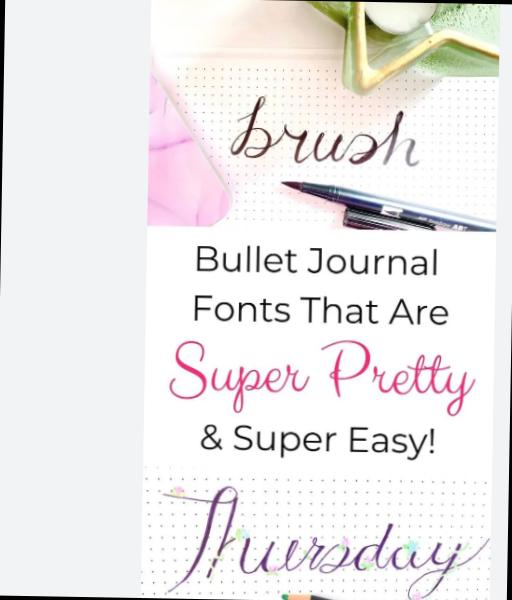 brush
Bullet Journal
Fonts That Are
Super Pretty
& Super Easy!
Thursday